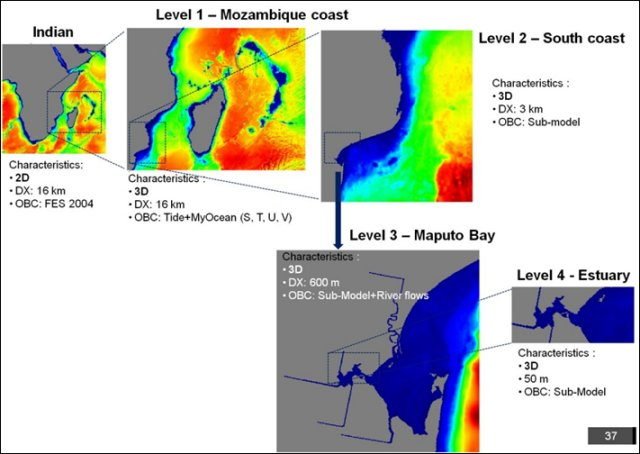 Indian
Characteristics:
• 2D
• DX: 16 km
• OBC: FES 2004
Level 1 – Mozambique coast
Characteristics :
• 3D
• DX: 16 km
• OBC: Tide+MyOcean (S, T, U, V)
Level 2 – South coast
Characteristics :
• 3D
• DX: 3 km
• OBC: Sub-model
Level 3 – Maputo Bay
Characteristics :
• 3D
• DX: 600 m
• OBC: Sub-Model+River flows
Level 4 - Estuary
Characteristics :
• 3D
• 50 m
• OBC: Sub-Model
37